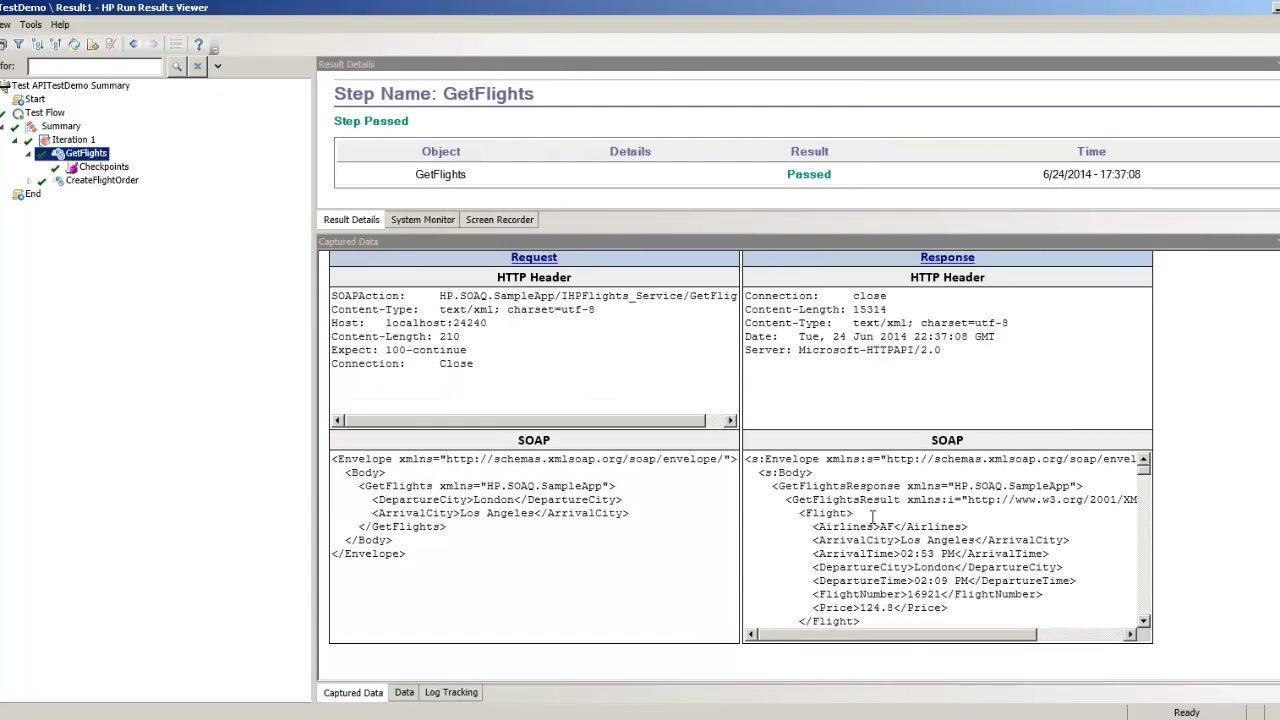 TestDemo \ Result1 - HP Run Results Viewer
ew Tools Help
for:
Test APITestDemo Summary
Start
Test Flow
Summary
Iteration 1
GetFlights
Checkpoints
CreateFlightOrder
End
Result Details
Step Name: GetFlights
Step Passed
Object Details Result Time
GetFlights Passed 6/24/2014 - 17:37:08
Result Details System Monitor Screen Recorder
Captured Data
Request
HTTP Header
SOAPAction: HP.SOAQ.SampleApp/IHPFlights_Service/GetFlig
Content-Type: text/xml; charset=utf-8
Host: localhost:24240
Content-Length: 210
Expect: 100-continue
Connection: Close
SOAP
<Envelope xmlns="http://schemas.xmlsoap.org/soap/envelope/">
<Body>
<GetFlights xmlns="HP.SOAQ.SampleApp">
<DepartureCity>London</DepartureCity>
<ArrivalCity>Los Angeles</ArrivalCity>
</GetFlights>
</Body>
</Envelope>
Response
HTTP Header
Connection: close
Content-Length: 15314
Content-Type: text/xml; charset=utf-8
Date: Tue, 24 Jun 2014 22:37:08 GMT
Server: Microsoft-HTTPAPI/2.0
SOAP
<s:Envelope xmlns:s="http://schemas.xmlsoap.org/soap/envel
<s:Body>
<GetFlightsResponse xmlns="HP.SOAQ.SampleApp">
<GetFlightsResult xmlns:i="http://www.w3.org/2001/XM
<Flight>
<Airlines>AF</Airlines>
<ArrivalCity>Los Angeles</ArrivalCity>
<ArrivalTime>02:53 PM</ArrivalTime>
<DepartureCity>London</DepartureCity>
<DepartureTime>02:09 PM</DepartureTime>
<FlightNumber>16921</FlightNumber>
<Price>124.8</Price>
</Flight>
Captured Data Data Log Tracking
Ready